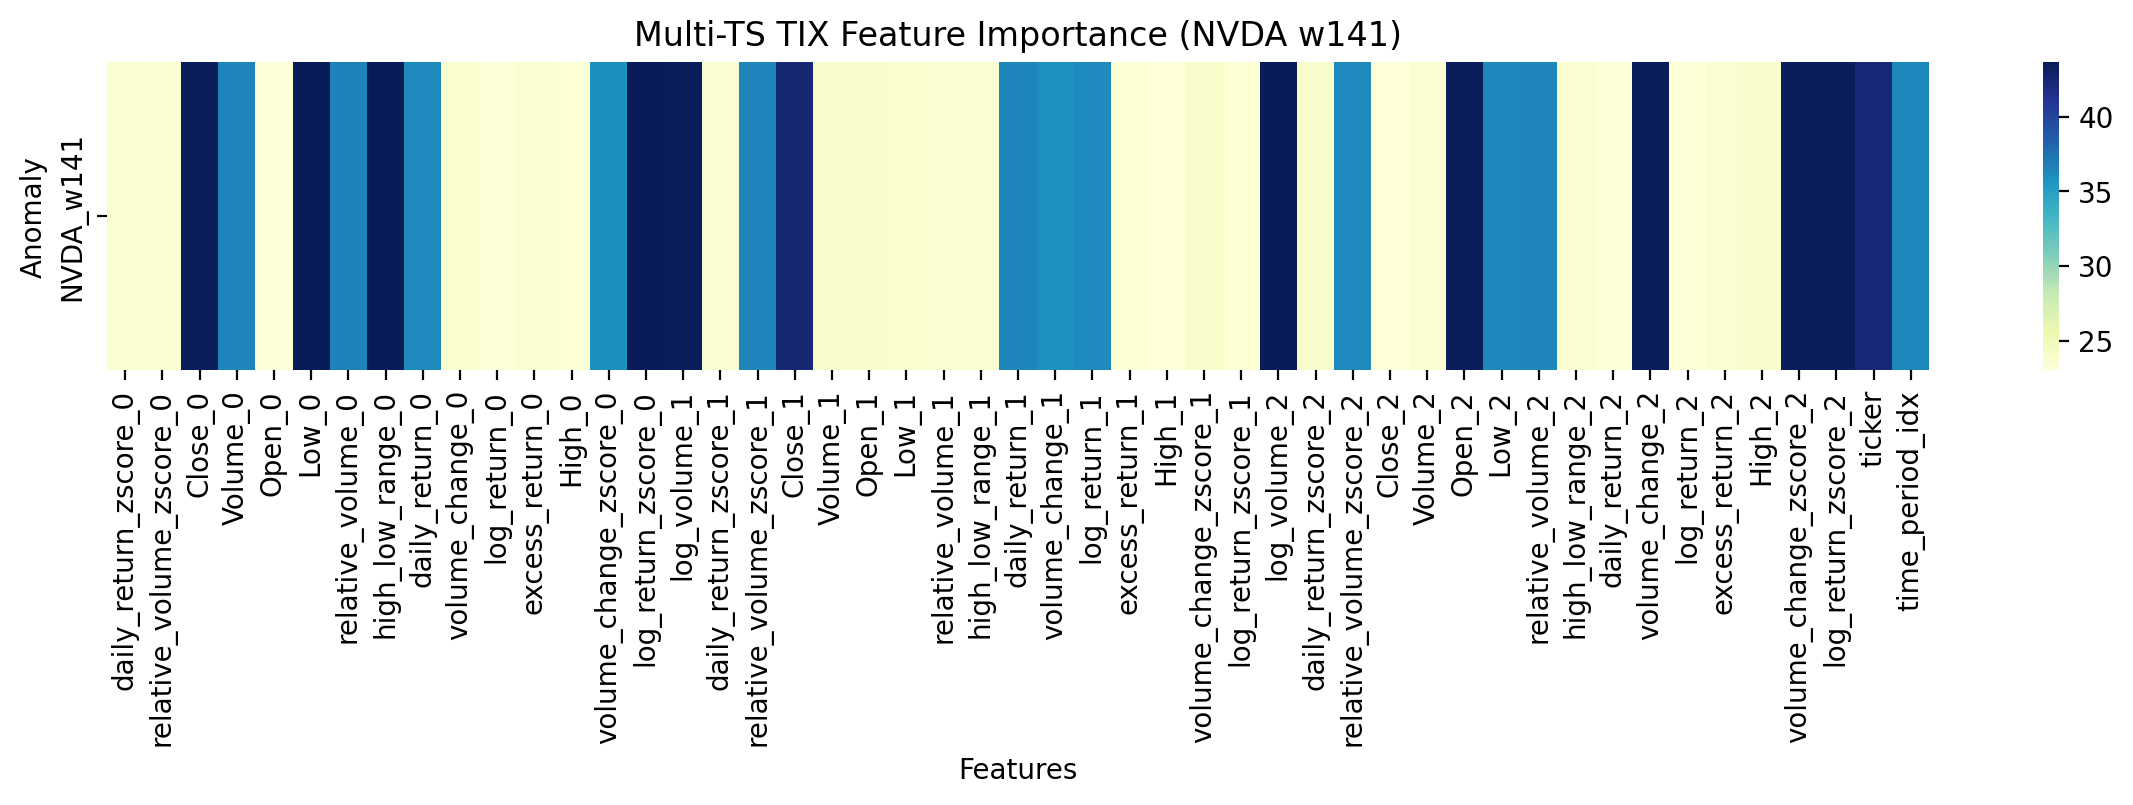 Multi-TS TIX Feature Importance (NVDA w141)
Anomaly
NVDA_w141
40
35
30
25
daily_return_zscore_0
relative_volume_zscore_0
Close_0
Volume_0
Open_0
Low_0
relative_volume_0
high_low_range_0
daily_return_0
volume_change_0
log_return_0
excess_return_0
High_0
volume_change_zscore_0
log_return_zscore_0
log_volume_1
daily_return_zscore_1
relative_volume_zscore_1
Close_1
Volume_1
Open_1
Low_1
relative_volume_1
high_low_range_1
daily_return_1
volume_change_1
log_return_1
excess_return_1
High_1
volume_change_zscore_1
log_return_zscore_1
log_volume_2
daily_return_zscore_2
relative_volume_zscore_2
Close_2
Volume_2
Open_2
Low_2
relative_volume_2
high_low_range_2
daily_return_2
volume_change_2
log_return_2
excess_return_2
High_2
volume_change_zscore_2
log_return_zscore_2
ticker
time_period_idx
Features